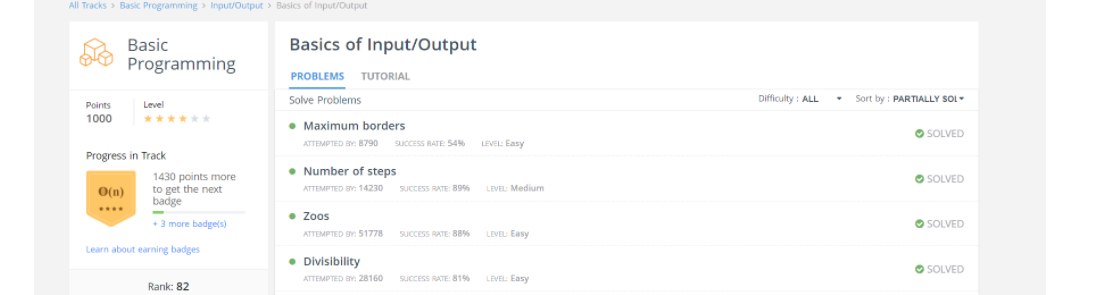 All Tracks > Basic Programming > Input/Output > Basics of Input/Output
Basic
Programming
Points
1000
Level
Progress in Track
Θ(n)
1430 points more
to get the next
badge
+ 3 more badge(s)
Learn about earning badges
Rank: 82
Basics of Input/Output
PROBLEMS TUTORIAL
Solve Problems Difficulty : ALL Sort by : PARTIALLY SOL
Maximum borders
ATTEMPTED BY: 8790 SUCCESS RATE: 54% LEVEL: Easy
SOLVED
Number of steps
ATTEMPTED BY: 14230 SUCCESS RATE: 89% LEVEL: Medium
SOLVED
Zoos
ATTEMPTED BY: 51778 SUCCESS RATE: 88% LEVEL: Easy
SOLVED
Divisibility
ATTEMPTED BY: 28160 SUCCESS RATE: 81% LEVEL: Easy
SOLVED